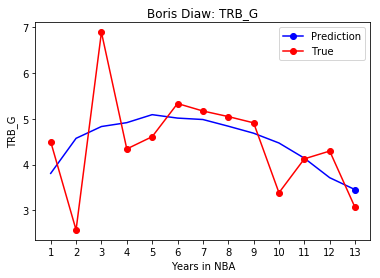 Boris Diaw: TRB_G
Prediction
True
7
6
5
4
3
TRB_G
1 2 3 4 5 6 7 8 9 10 11 12 13
Years in NBA